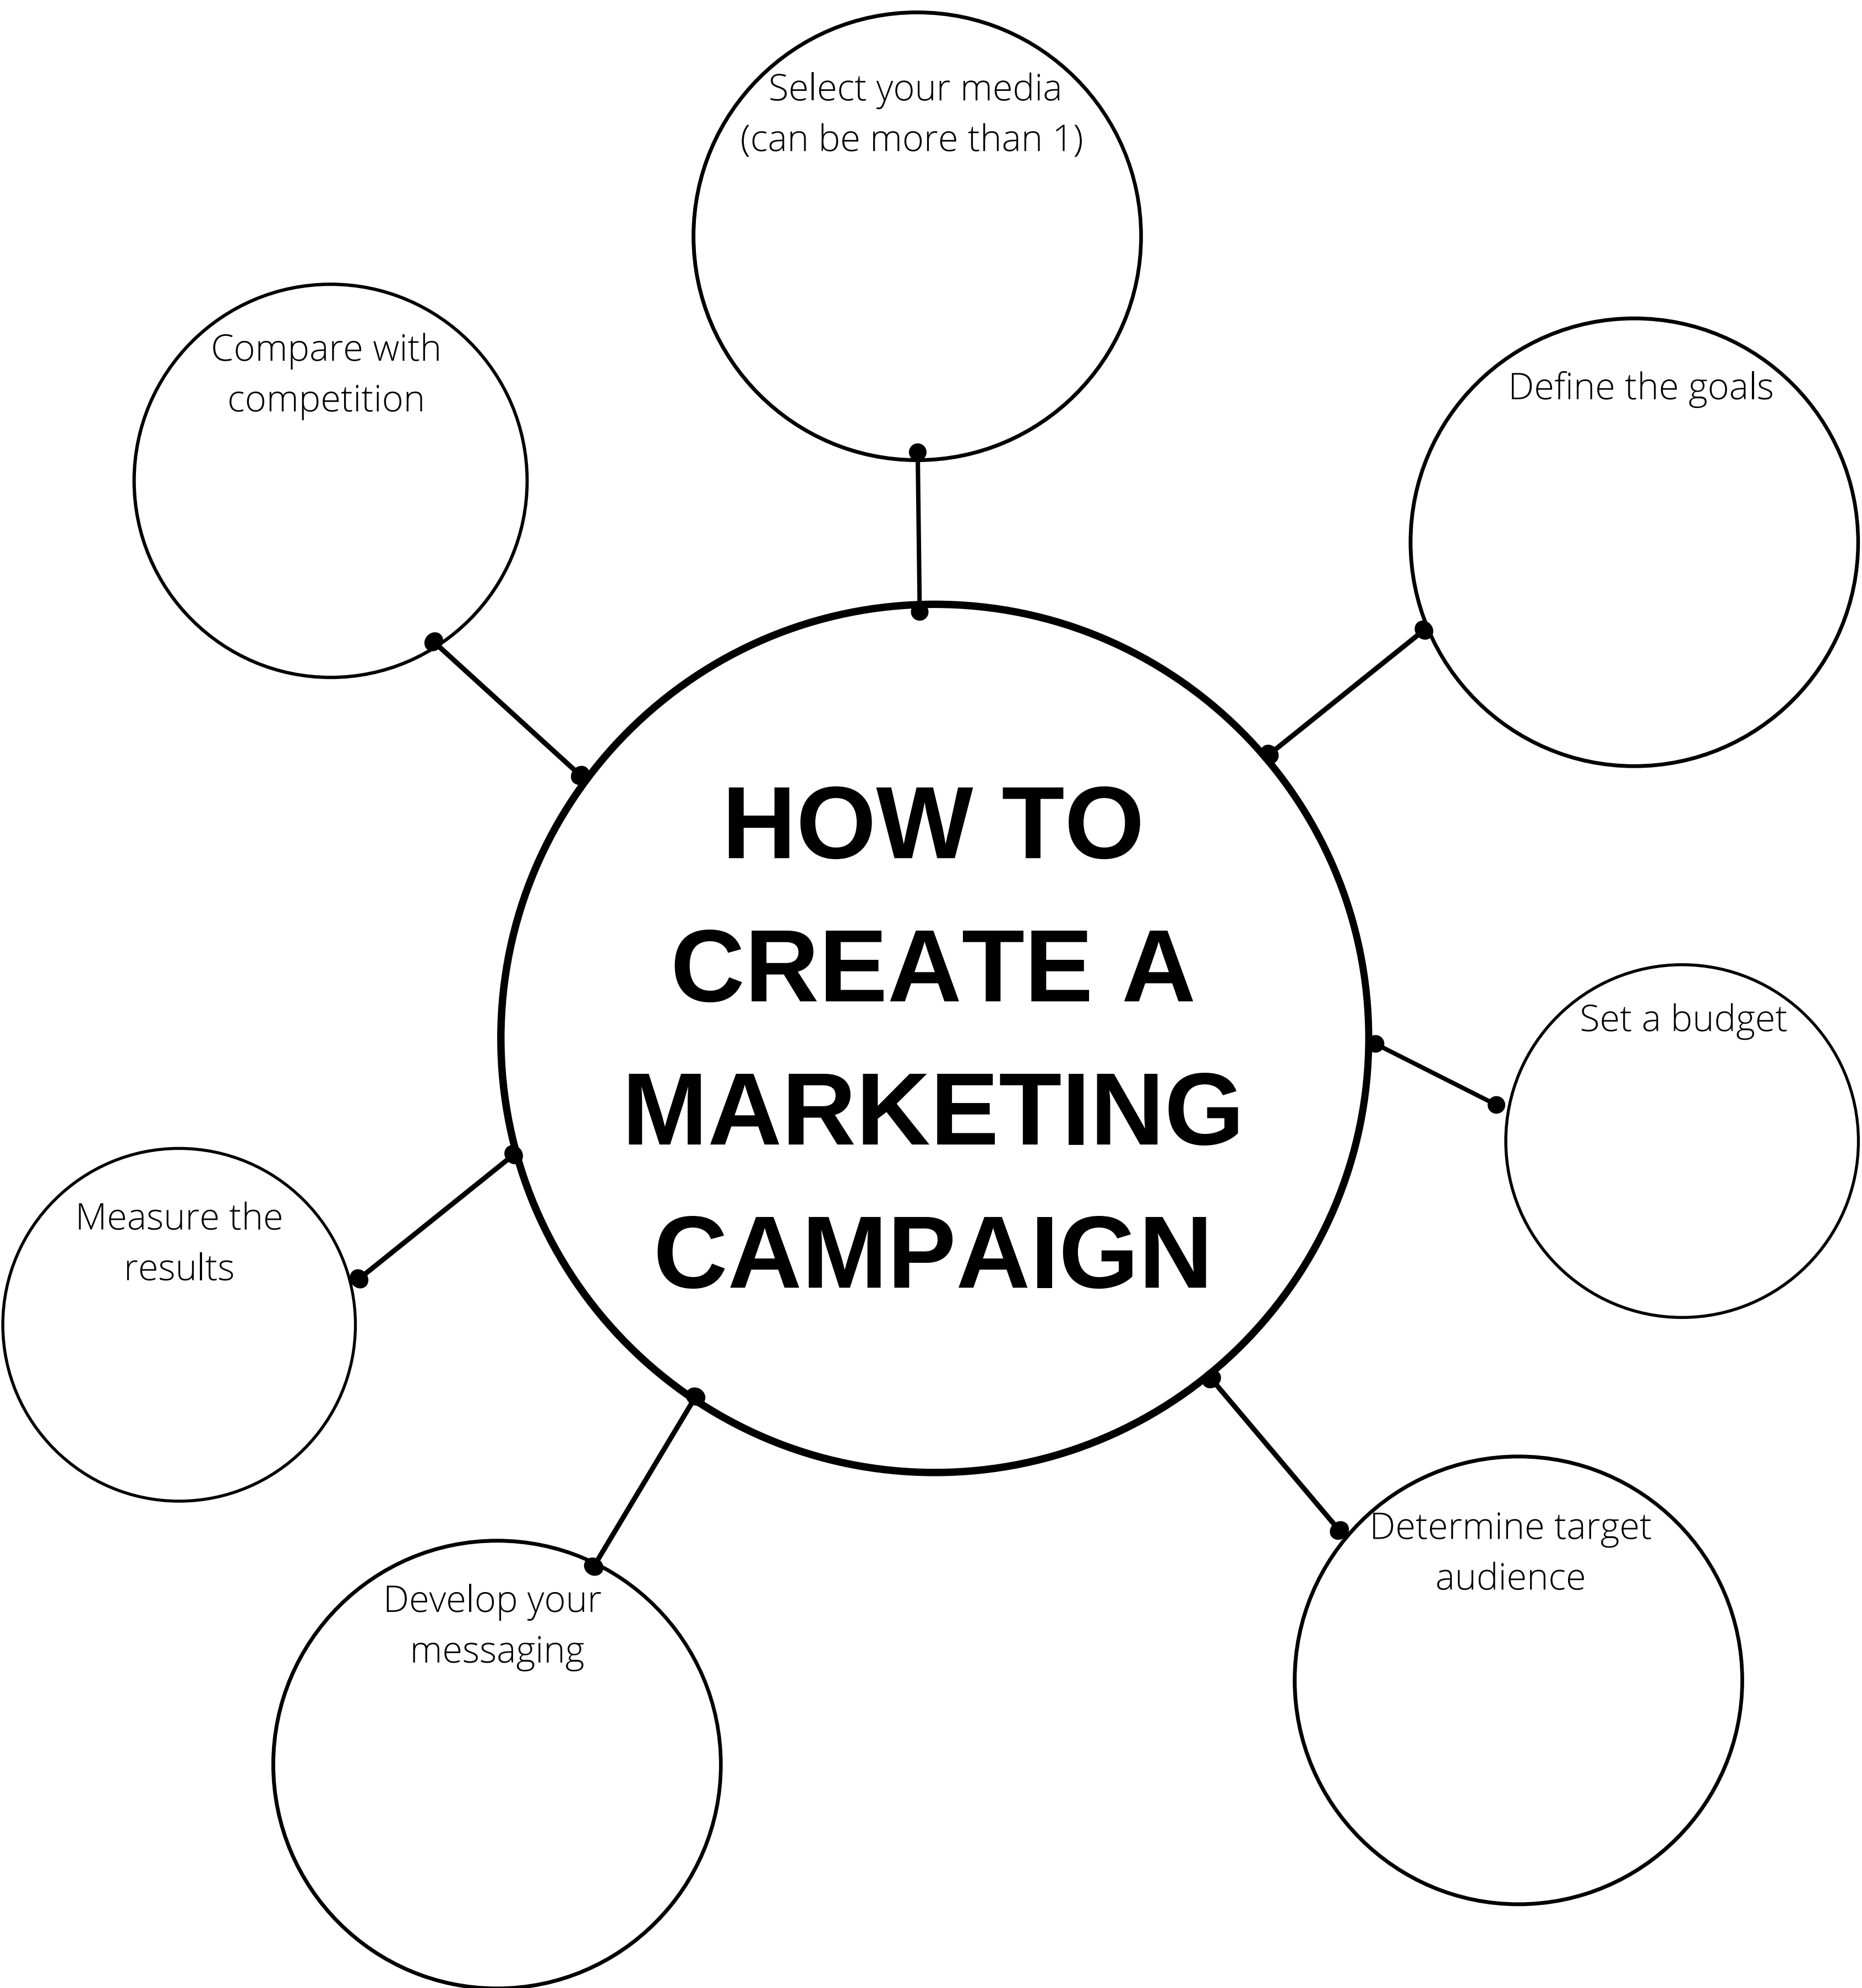 Select your media
(can be more than 1)
Compare with
competition
Define the goals
HOW TO
CREATE A
MARKETING
CAMPAIGN
Set a budget
Measure the
results
Determine target
audience
Develop your
messaging